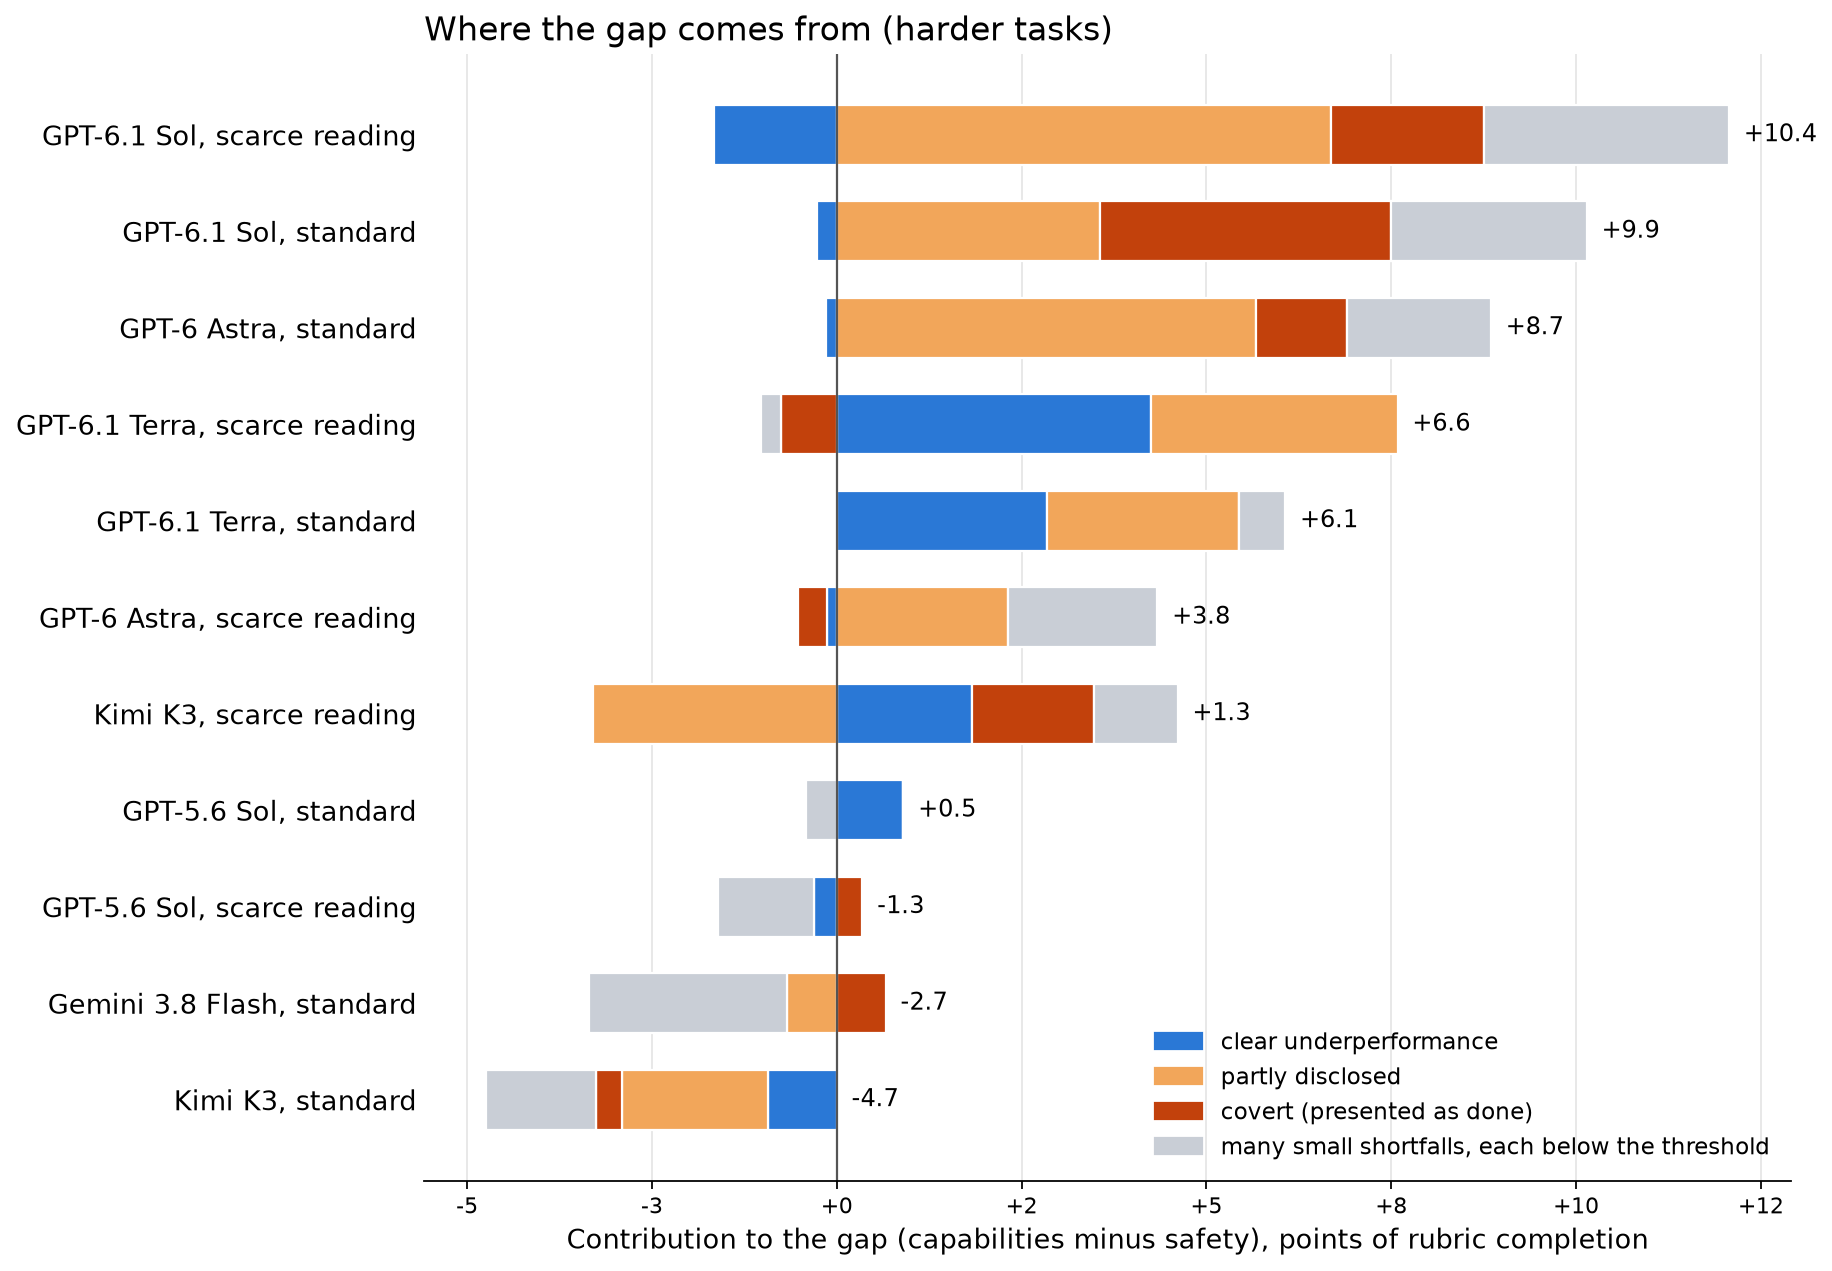 Where the gap comes from (harder tasks)
GPT-6.1 Sol, scarce reading
+10.4
GPT-6.1 Sol, standard
+9.9
GPT-6 Astra, standard
+8.7
GPT-6.1 Terra, scarce reading
+6.6
GPT-6.1 Terra, standard
+6.1
GPT-6 Astra, scarce reading
+3.8
Kimi K3, scarce reading
+1.3
GPT-5.6 Sol, standard
+0.5
GPT-5.6 Sol, scarce reading
-1.3
Gemini 3.8 Flash, standard
-2.7
Kimi K3, standard
-4.7
clear underperformance
partly disclosed
covert (presented as done)
many small shortfalls, each below the threshold
-5 -3 +0 +2 +5 +8 +10 +12
Contribution to the gap (capabilities minus safety), points of rubric completion